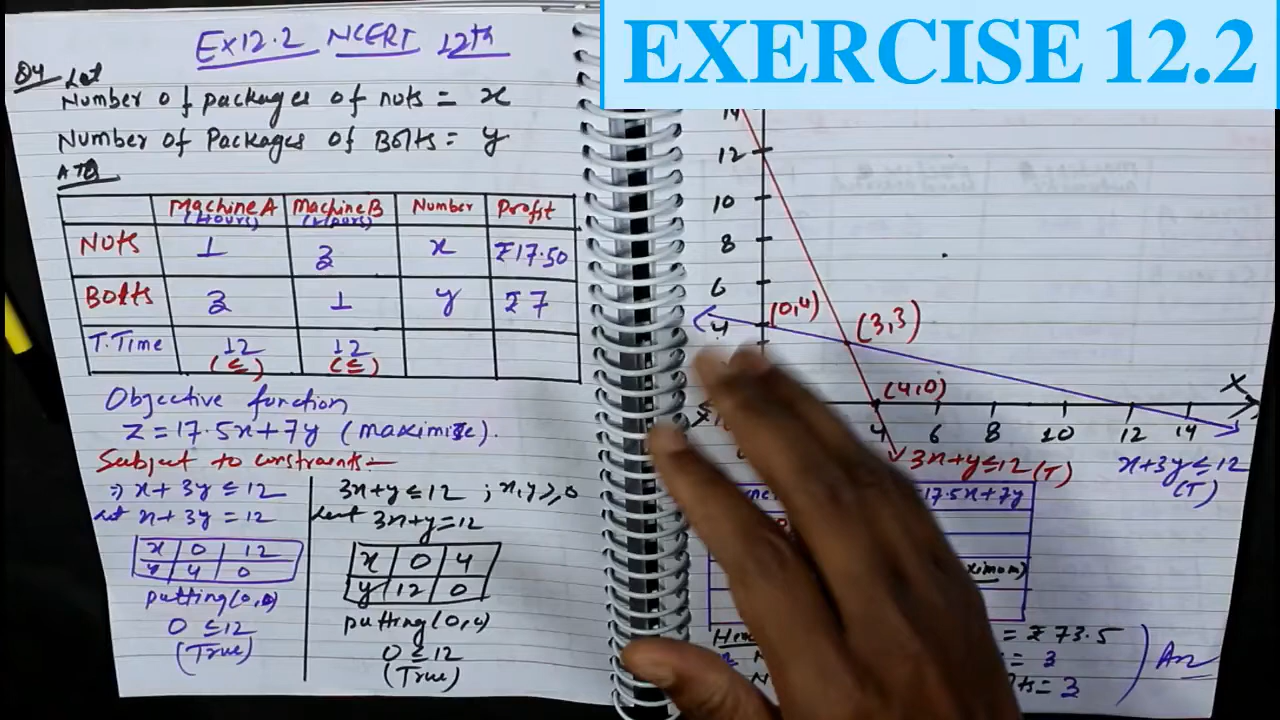 EXERCISE 12.2
Ex12.2 NCERT 12th
Q4 Let
Number of packages of nuts = x
Number of Packages of Bolts = y
ATQ
Machine A (Hours) Machine B (Hours) Number Profit
Nuts 1 3 x ₹17.50
Bolts 3 1 y ₹7
T.Time 12 (≤) 12 (≤)
Objective function
Z = 17.5x + 7y (maximize).
Subject to constraints:-
⇒ x + 3y ≤ 12
let x + 3y = 12
x 0 12
y 4 0
putting (0,0)
0 ≤ 12
(True)
3x+y ≤ 12 ; x,y ≥ 0
let 3x+y = 12
x 0 4
y 12 0
putting (0,0)
0 ≤ 12
(True)
14
12
10
8
6
4
(0,4)
(3,3)
(4,0)
X
4 6 8 10 12 14
3x+y ≤ 12 (T)
x+3y ≤ 12
(T)
17.5x+7y
= ₹73.5
= 3
= 3
Ans